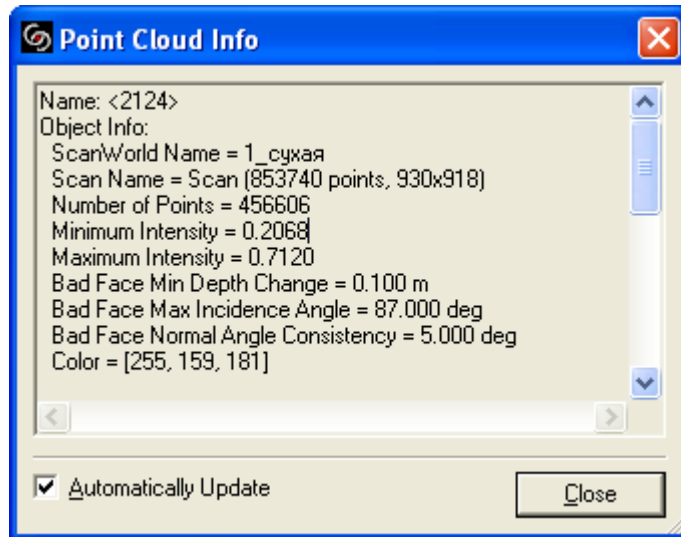 Point Cloud Info
Name: <2124>
Object Info:
ScanWorld Name = 1_сухая
Scan Name = Scan (853740 points, 930x918)
Number of Points = 456606
Minimum Intensity = 0.2068
Maximum Intensity = 0.7120
Bad Face Min Depth Change = 0.100 m
Bad Face Max Incidence Angle = 87.000 deg
Bad Face Normal Angle Consistency = 5.000 deg
Color = [255, 159, 181]
Automatically Update
Close